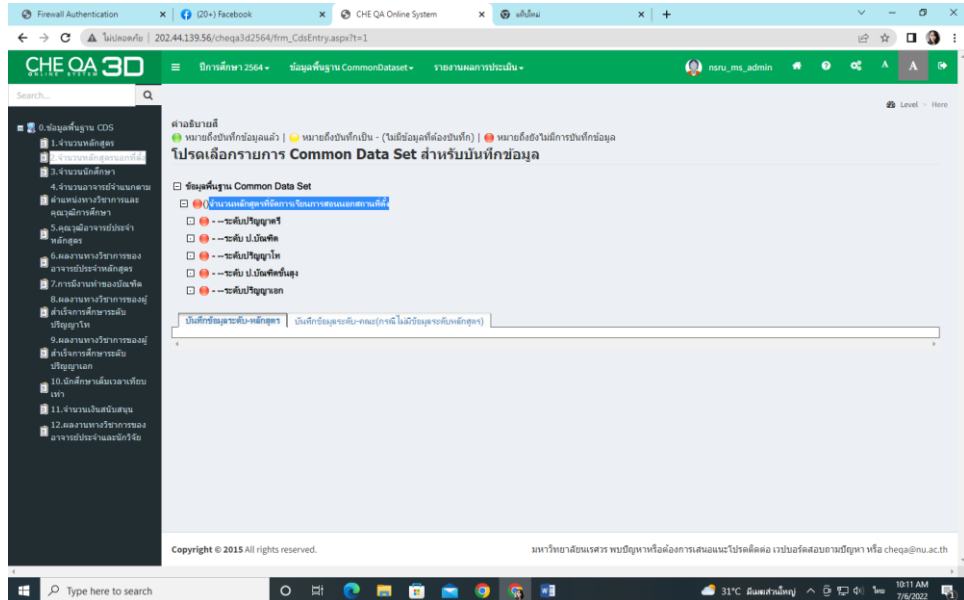 Firewall Authentication
(20+) Facebook
CHE QA Online System
แท็บใหม่
ไม่ปลอดภัย | 202.44.139.56/cheqa3d2564/frm_CdsEntry.aspx?t=1
CHE QA 3D
ONLINE SYSTEM
ปีการศึกษา 2564
ข้อมูลพื้นฐาน CommonDataset
รายงานผลการประเมิน
nsru_ms_admin
A
A
Search...
Level > Here
0.ข้อมูลพื้นฐาน CDS
1.จำนวนหลักสูตร
2.จำนวนหลักสูตรนอกที่ตั้ง
3.จำนวนนักศึกษา
4.จำนวนอาจารย์จำแนกตาม
ตำแหน่งทางวิชาการและ
คุณวุฒิการศึกษา
5.คุณวุฒิอาจารย์ประจำ
หลักสูตร
6.ผลงานทางวิชาการของ
อาจารย์ประจำหลักสูตร
7.การมีงานทำของบัณฑิต
8.ผลงานทางวิชาการของผู้
สำเร็จการศึกษาระดับ
ปริญญาโท
9.ผลงานทางวิชาการของผู้
สำเร็จการศึกษาระดับ
ปริญญาเอก
10.นักศึกษาเต็มเวลาเทียบ
เท่า
11.จำนวนเงินสนับสนุน
12.ผลงานทางวิชาการของ
อาจารย์ประจำและนักวิจัย
คำอธิบายสี
หมายถึงบันทึกข้อมูลแล้ว | หมายถึงบันทึกเป็น - (ไม่มีข้อมูลที่ต้องบันทึก) | หมายถึงยังไม่มีการบันทึกข้อมูล
โปรดเลือกรายการ Common Data Set สำหรับบันทึกข้อมูล
ข้อมูลพื้นฐาน Common Data Set
()จำนวนหลักสูตรที่จัดการเรียนการสอนนอกสถานที่ตั้ง
- --ระดับปริญญาตรี
- --ระดับ ป.บัณฑิต
- --ระดับปริญญาโท
- --ระดับ ป.บัณฑิตขั้นสูง
- --ระดับปริญญาเอก
บันทึกข้อมูลระดับ-หลักสูตร
บันทึกข้อมูลระดับ-คณะ(กรณีไม่มีข้อมูลระดับหลักสูตร)
Copyright © 2015 All rights reserved.
มหาวิทยาลัยนเรศวร พบปัญหาหรือต้องการเสนอแนะโปรดติดต่อ เวปบอร์ดสอบถามปัญหา หรือ cheqa@nu.ac.th
Type here to search
31°C มีแดดส่วนใหญ่
ไทย
10:11 AM
7/6/2022